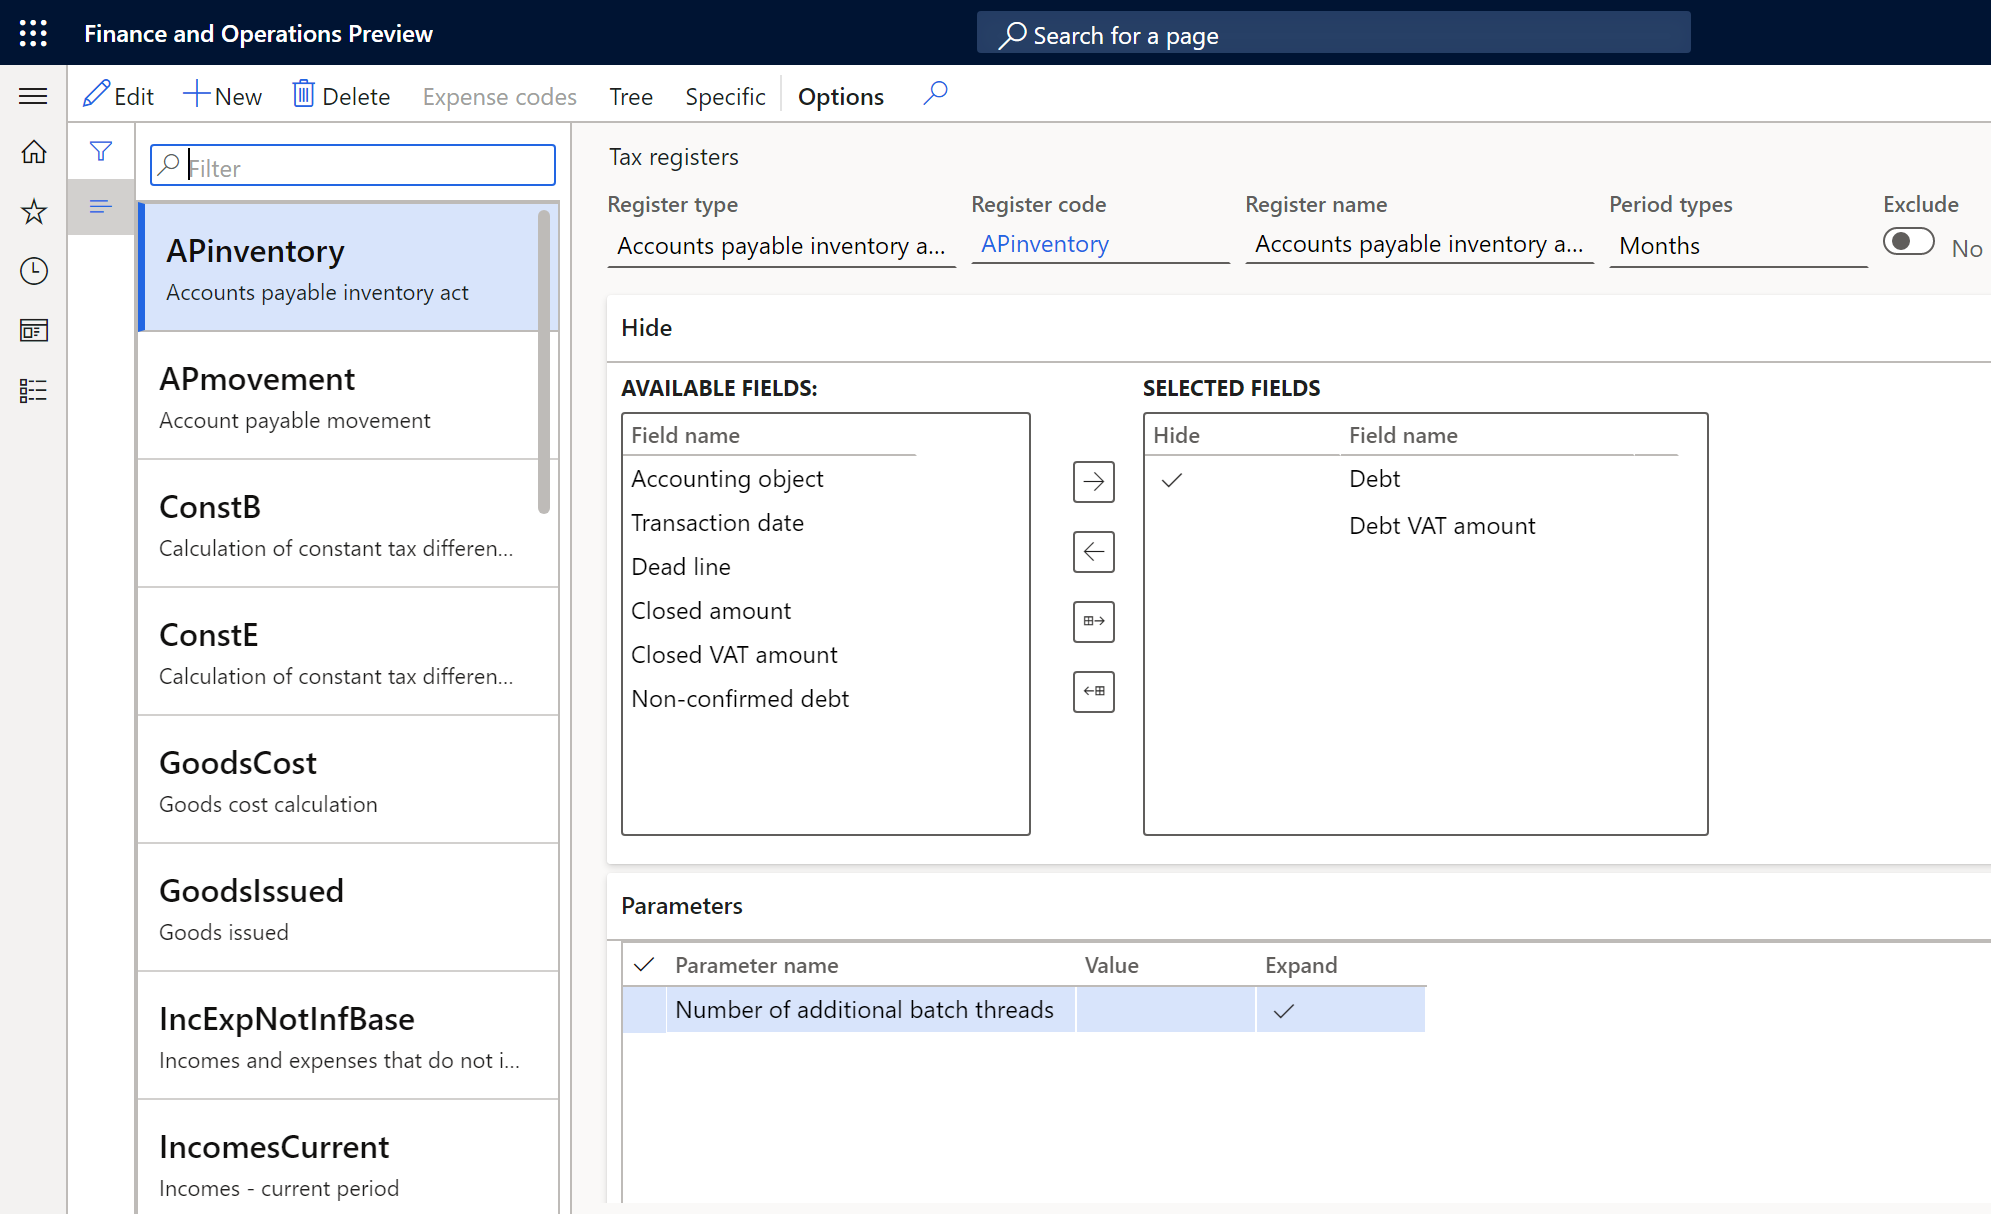 Finance and Operations Preview
Search for a page
Edit New Delete Expense codes Tree Specific Options
Filter
APinventory
Accounts payable inventory act
APmovement
Account payable movement
ConstB
Calculation of constant tax differen...
ConstE
Calculation of constant tax differen...
GoodsCost
Goods cost calculation
GoodsIssued
Goods issued
IncExpNotInfBase
Incomes and expenses that do not i...
IncomesCurrent
Incomes - current period
Tax registers
Register type Register code Register name Period types Exclude
Accounts payable inventory a... APinventory Accounts payable inventory a... Months No
Hide
AVAILABLE FIELDS:
Field name
Accounting object
Transaction date
Dead line
Closed amount
Closed VAT amount
Non-confirmed debt
SELECTED FIELDS
Hide Field name
Debt
Debt VAT amount
Parameters
Parameter name Value Expand
Number of additional batch threads